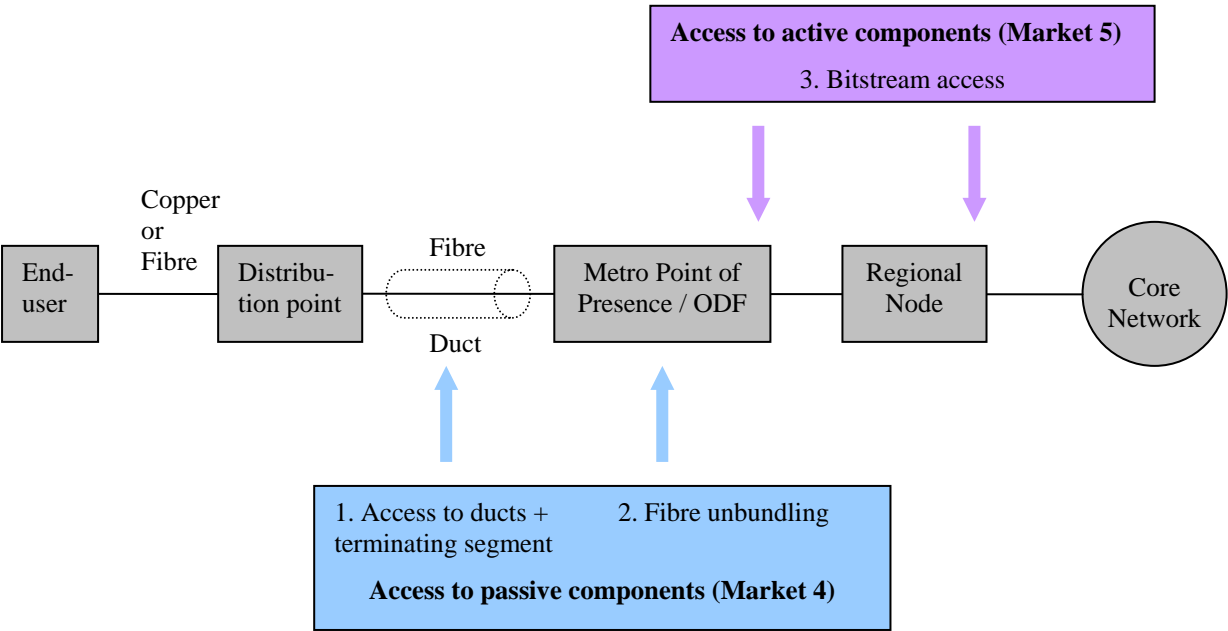 Access to active components (Market 5)
3. Bitstream access
Copper
or
Fibre
End-
user
Distribu-
tion point
Fibre
Duct
Metro Point of
Presence / ODF
Regional
Node
Core
Network
1. Access to ducts +
terminating segment
2. Fibre unbundling
Access to passive components (Market 4)